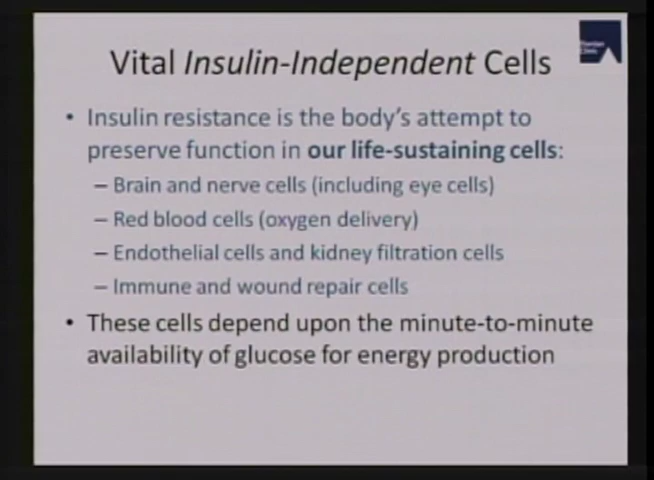 Vital Insulin-Independent Cells
• Insulin resistance is the body's attempt to
preserve function in our life-sustaining cells:
– Brain and nerve cells (including eye cells)
– Red blood cells (oxygen delivery)
– Endothelial cells and kidney filtration cells
– Immune and wound repair cells
• These cells depend upon the minute-to-minute
availability of glucose for energy production